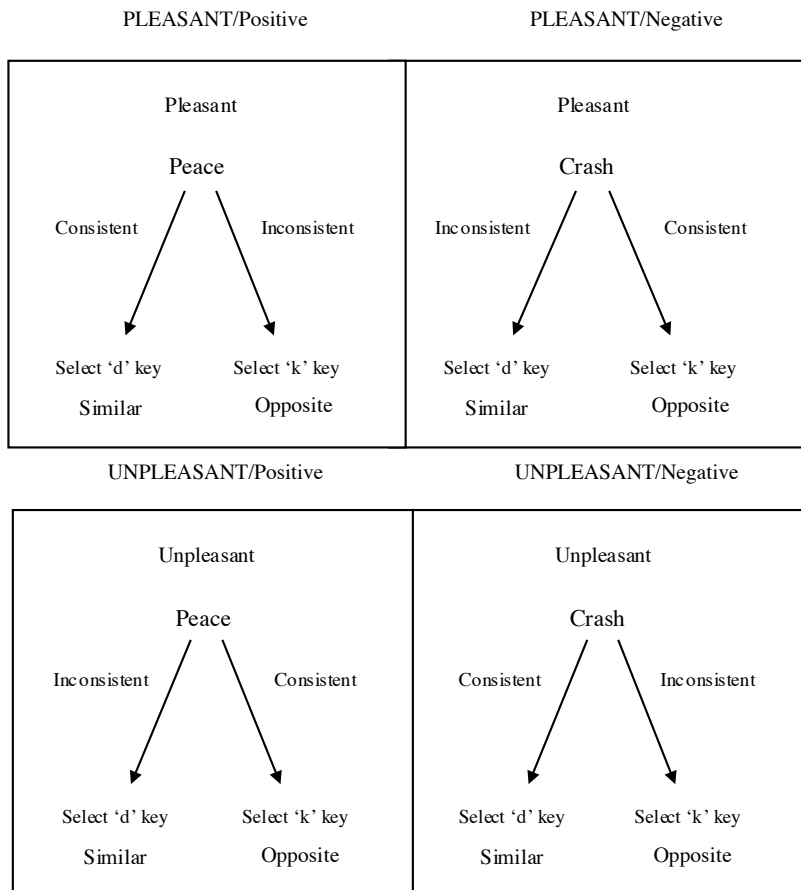 PLEASANT/Positive
PLEASANT/Negative
Pleasant
Peace
Consistent
Inconsistent
Select ‘d’ key
Select ‘k’ key
Similar
Opposite
Pleasant
Crash
Inconsistent
Consistent
Select ‘d’ key
Select ‘k’ key
Similar
Opposite
UNPLEASANT/Positive
UNPLEASANT/Negative
Unpleasant
Peace
Inconsistent
Consistent
Select ‘d’ key
Select ‘k’ key
Similar
Opposite
Unpleasant
Crash
Consistent
Inconsistent
Select ‘d’ key
Select ‘k’ key
Similar
Opposite